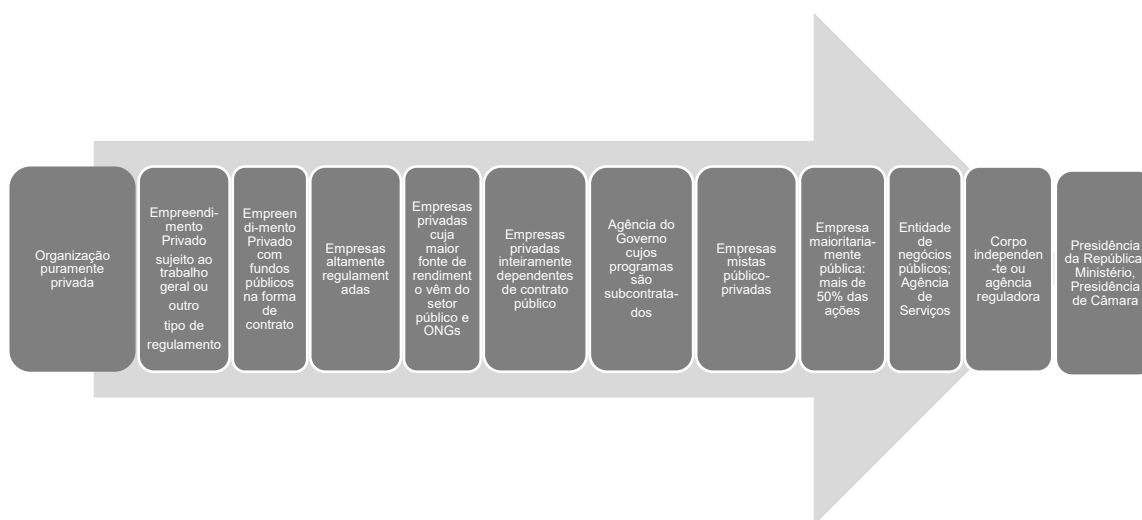 Organização
puramente
privada
Empreendi-
mento
Privado
sujeito ao
trabalho
geral ou
outro
tipo de
regulamento
Empreen
di-mento
Privado
com
fundos
públicos
na forma
de
contrato
Empresas
altamente
regulament
adas
Empresas
privadas
cuja
maior
fonte de
rendiment
o vêm do
setor
público e
ONGs
Empresas
privadas
inteiramente
dependentes
de contrato
público
Agência do
Governo
cujos
programas
são
subcontrata-
dos
Empresas
mistas
público-
privadas
Empresa
maioritaria-
mente
pública:
mais de
50% das
ações
Entidade
de
negócios
públicos;
Agência
de
Serviços
Corpo
independen
-te ou
agência
reguladora
Presidência
da República
Ministério,
Presidência
de Câmara